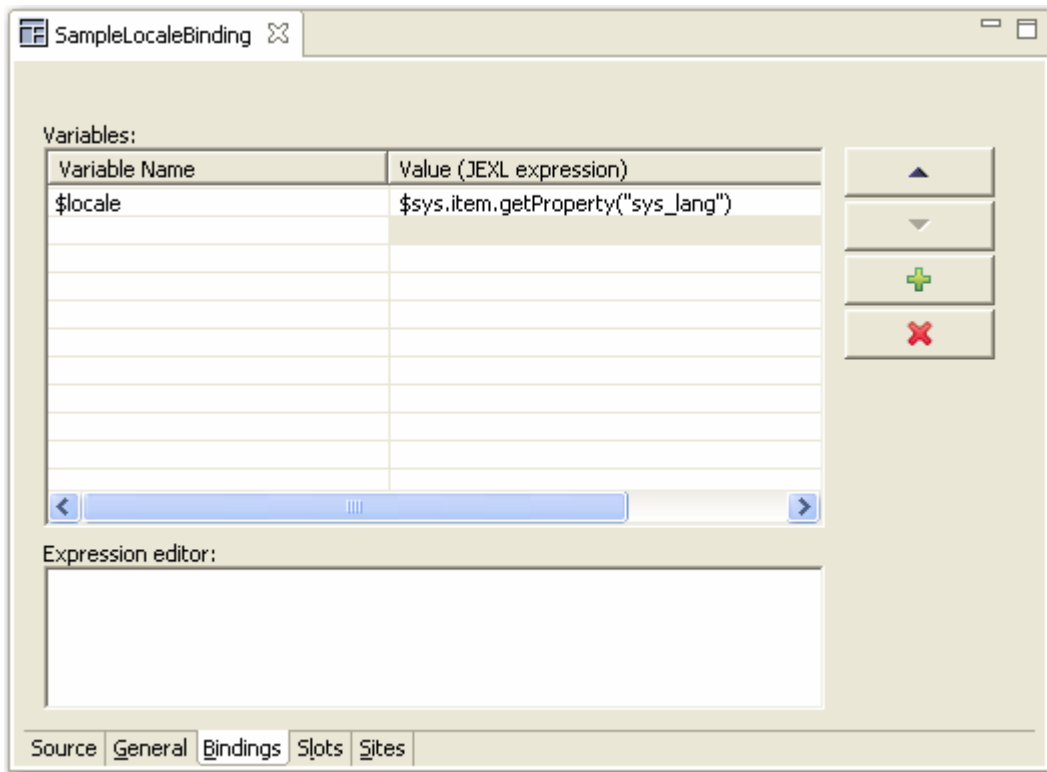 SampleLocaleBinding
Variables:
Variable Name Value (JEXL expression)
$locale $sys.item.getProperty("sys_lang")
Expression editor:
Source General Bindings Slots Sites